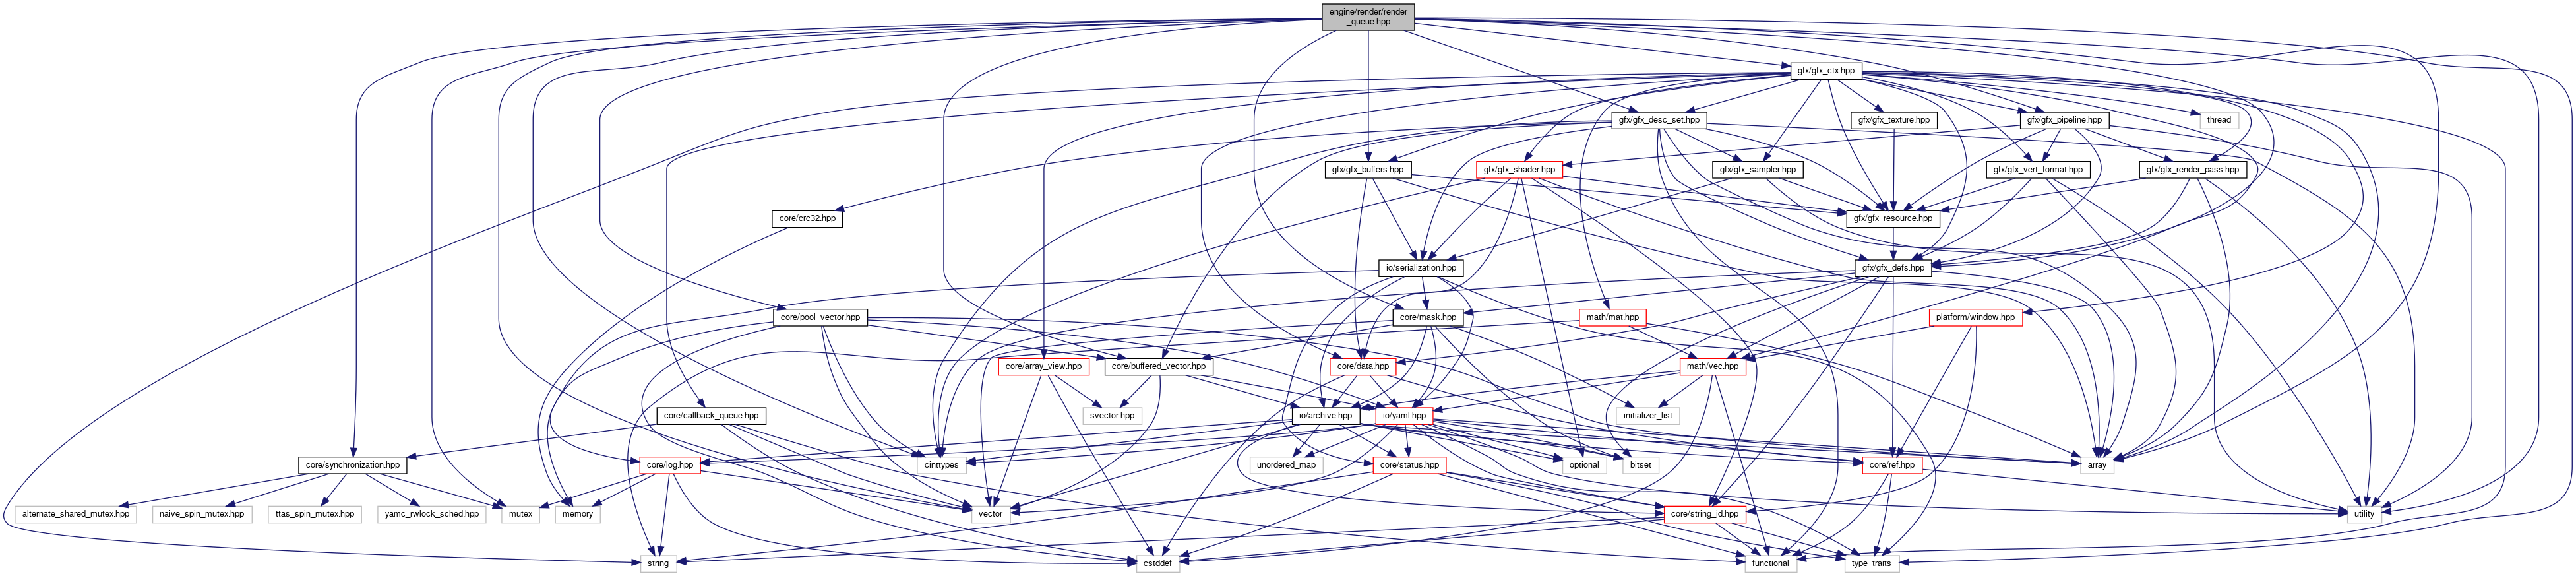 engine/render/render
_queue.hpp
gfx/gfx_ctx.hpp
gfx/gfx_desc_set.hpp
gfx/gfx_texture.hpp
gfx/gfx_pipeline.hpp
thread
gfx/gfx_buffers.hpp
gfx/gfx_shader.hpp
gfx/gfx_sampler.hpp
gfx/gfx_vert_format.hpp
gfx/gfx_render_pass.hpp
core/crc32.hpp
gfx/gfx_resource.hpp
io/serialization.hpp
gfx/gfx_defs.hpp
core/pool_vector.hpp
core/mask.hpp
math/mat.hpp
platform/window.hpp
core/array_view.hpp
core/buffered_vector.hpp
core/data.hpp
math/vec.hpp
core/callback_queue.hpp
svector.hpp
io/archive.hpp
io/yaml.hpp
initializer_list
core/synchronization.hpp
core/log.hpp
cinttypes
unordered_map
core/status.hpp
optional
bitset
core/ref.hpp
array
alternate_shared_mutex.hpp
naive_spin_mutex.hpp
ttas_spin_mutex.hpp
yamc_rwlock_sched.hpp
mutex
memory
vector
core/string_id.hpp
utility
string
cstddef
functional
type_traits